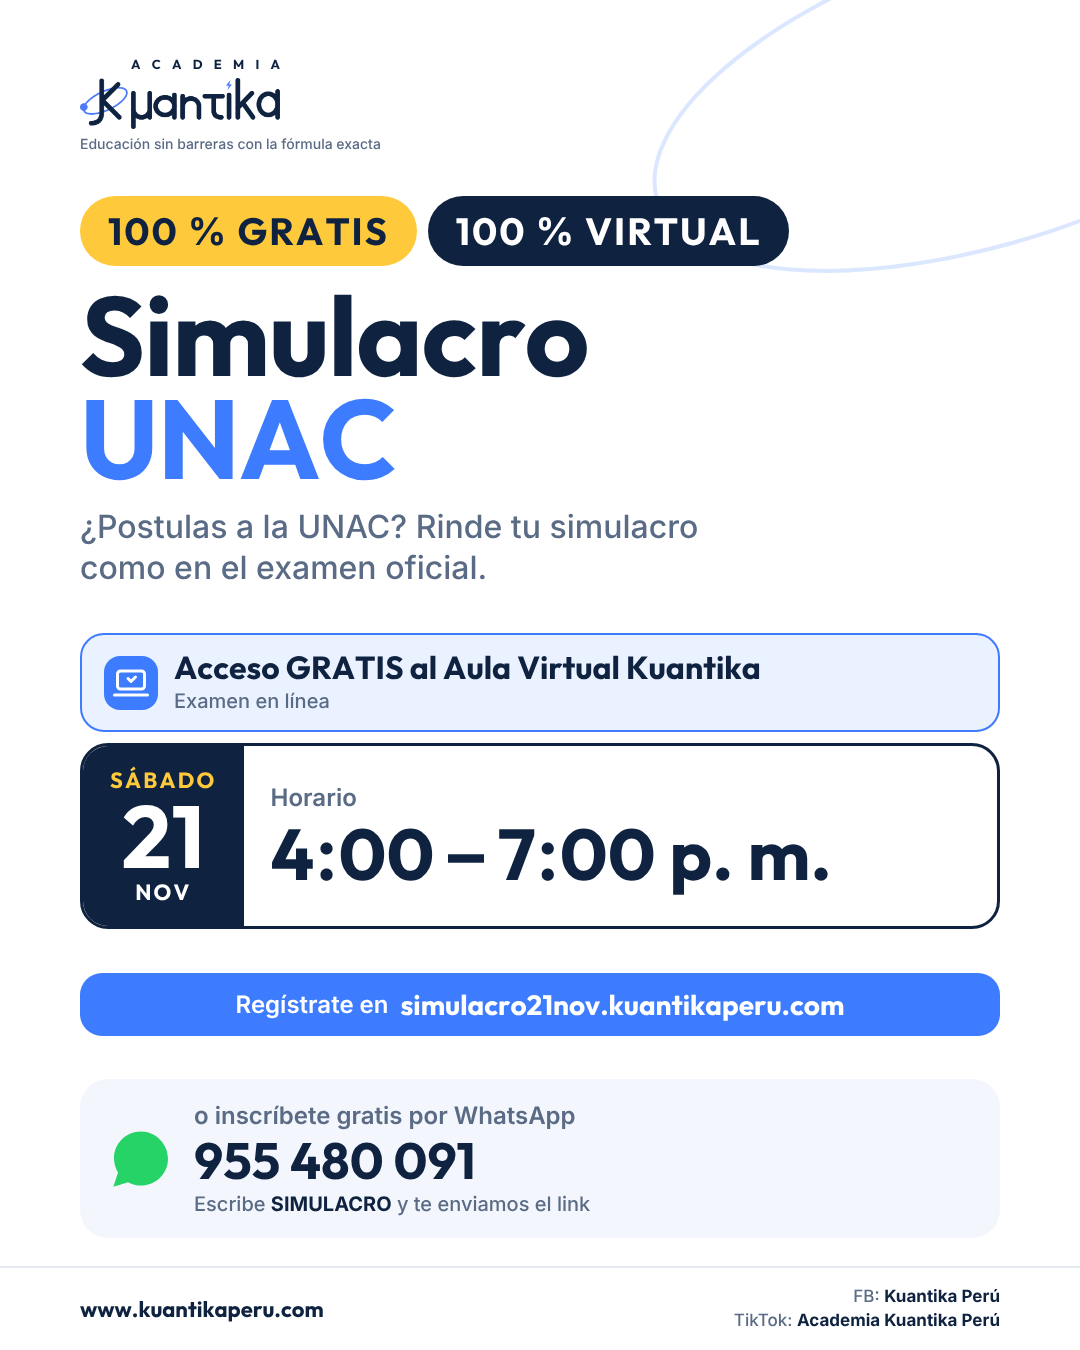 ACADEMIA
Kuantika
Educación sin barreras con la fórmula exacta
100 % GRATIS
100 % VIRTUAL
Simulacro
UNAC
¿Postulas a la UNAC? Rinde tu simulacro
como en el examen oficial.
Acceso GRATIS al Aula Virtual Kuantika
Examen en línea
SÁBADO
21
NOV
Horario
4:00 – 7:00 p. m.
Regístrate en simulacro21nov.kuantikaperu.com
o inscríbete gratis por WhatsApp
955 480 091
Escribe SIMULACRO y te enviamos el link
www.kuantikaperu.com
FB: Kuantika Perú
TikTok: Academia Kuantika Perú